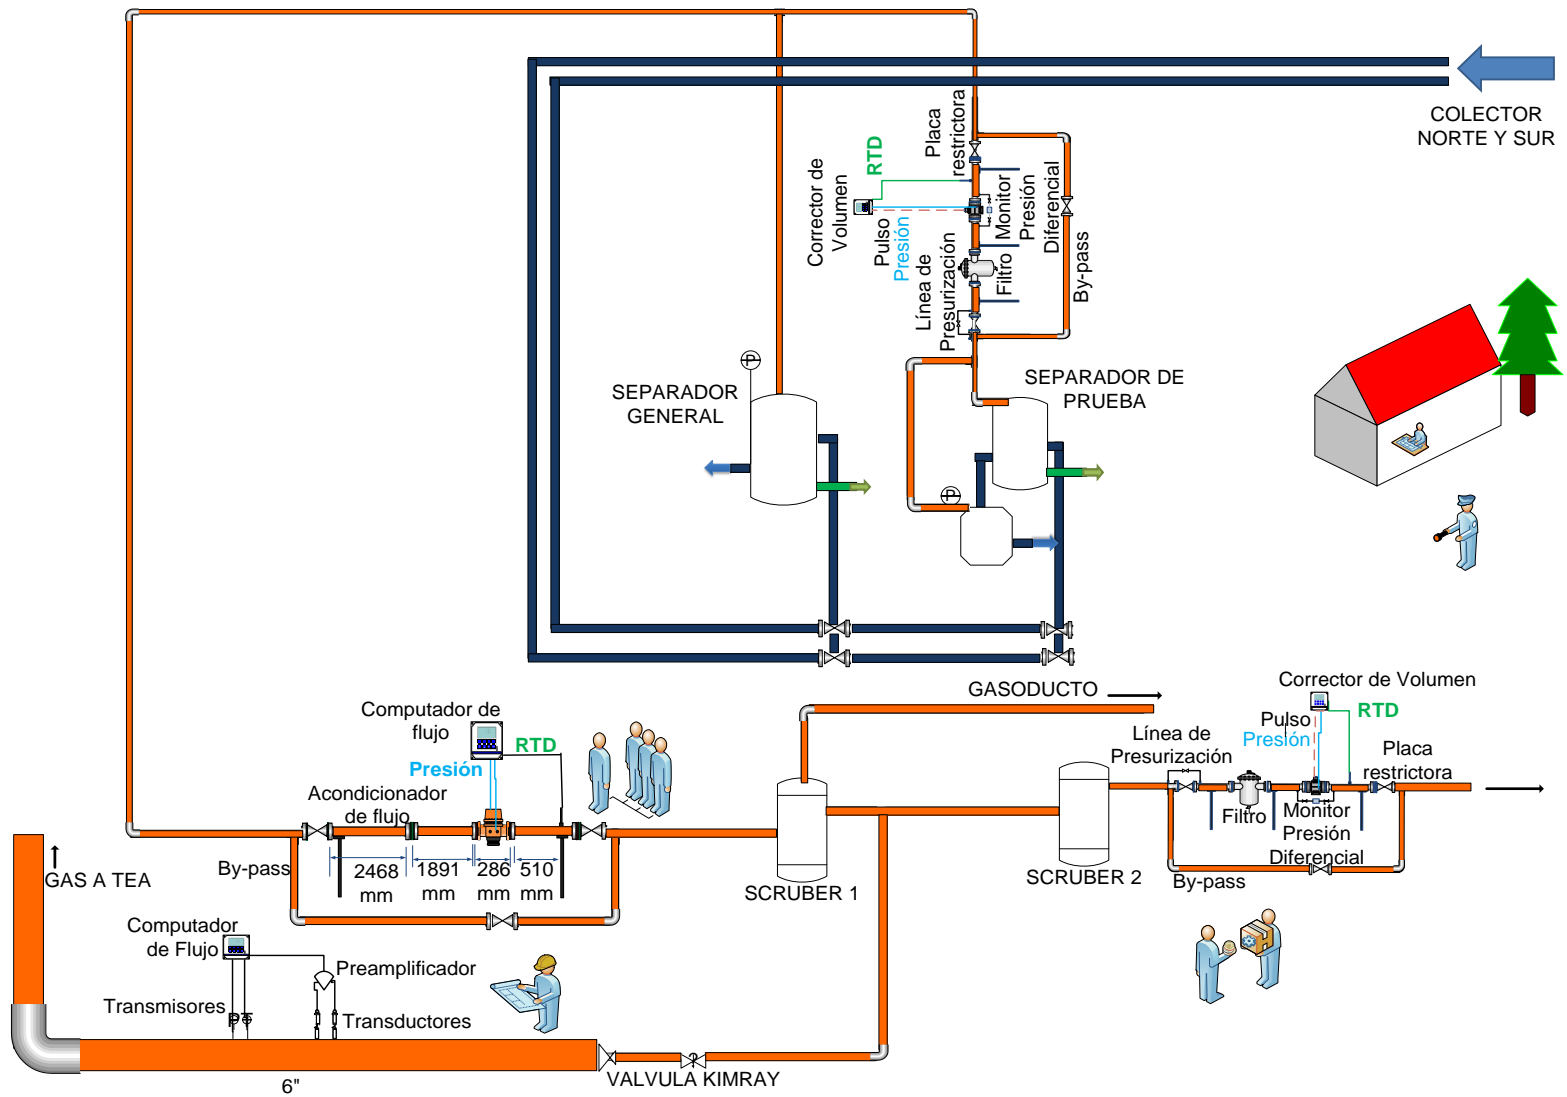 COLECTOR
NORTE Y SUR
Placa
restrictora
RTD
Corrector de
Volumen
Pulso
Presión
Monitor
Presión
Diferencial
By-pass
Línea de
Presurización
Filtro
P
SEPARADOR
GENERAL
SEPARADOR DE
PRUEBA
P
GASODUCTO
Corrector de Volumen
Pulso
Presión
RTD
Línea de
Presurización
Placa
restrictora
Filtro
Monitor
Presión
Diferencial
By-pass
Computador de
flujo
RTD
Presión
Acondicionador
de flujo
By-pass
2468
mm
1891
mm
286
mm
510
mm
SCRUBER 1
SCRUBER 2
GAS A TEA
Computador
de Flujo
Preamplificador
Transmisores
Transductores
6"
VALVULA KIMRAY